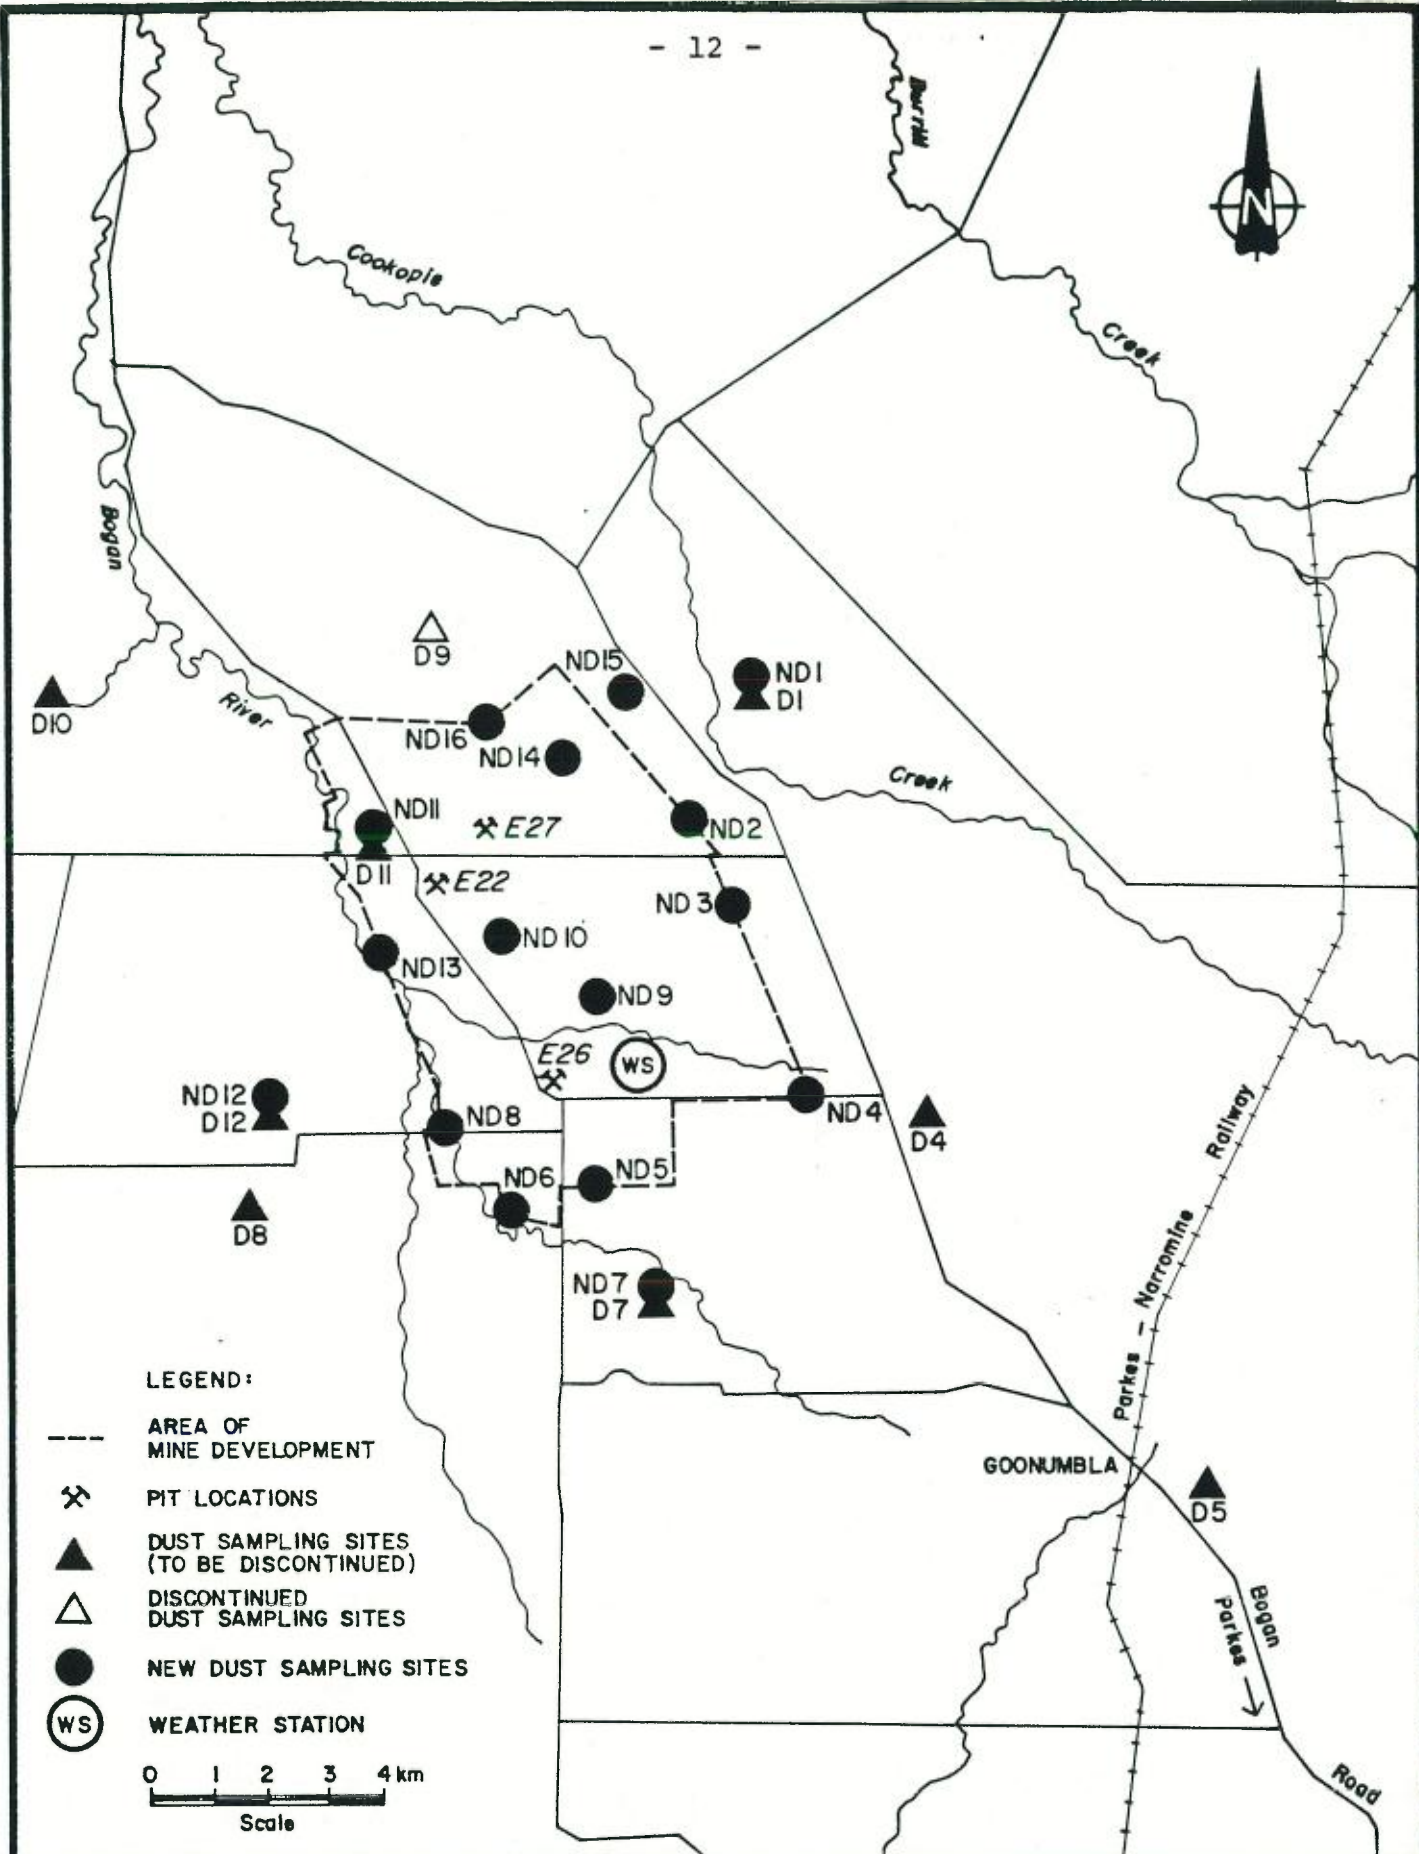 - 12 -
Burrill
N
Cookopie
Creek
Bogan
D9
ND15
ND1
D1
D10
River
ND16
ND14
Creek
ND11
E27
ND2
D11
E22
ND3
ND10
ND13
ND9
E26
WS
ND12
D12
ND8
ND4
D4
Railway
ND6
ND5
D8
Narromine
ND7
D7
-
Parkes
LEGEND:
AREA OF
MINE DEVELOPMENT
GOONUMBLA
PIT LOCATIONS
D5
DUST SAMPLING SITES
(TO BE DISCONTINUED)
DISCONTINUED
DUST SAMPLING SITES
Bogan
Parkes
NEW DUST SAMPLING SITES
WS
WEATHER STATION
0 1 2 3 4 km
Scale
Road